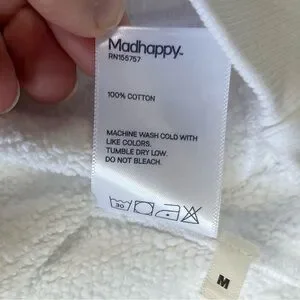 Madhappy.
RN155757
100% COTTON
MACHINE WASH COLD WITH
LIKE COLORS.
TUMBLE DRY LOW.
DO NOT BLEACH.
30
M